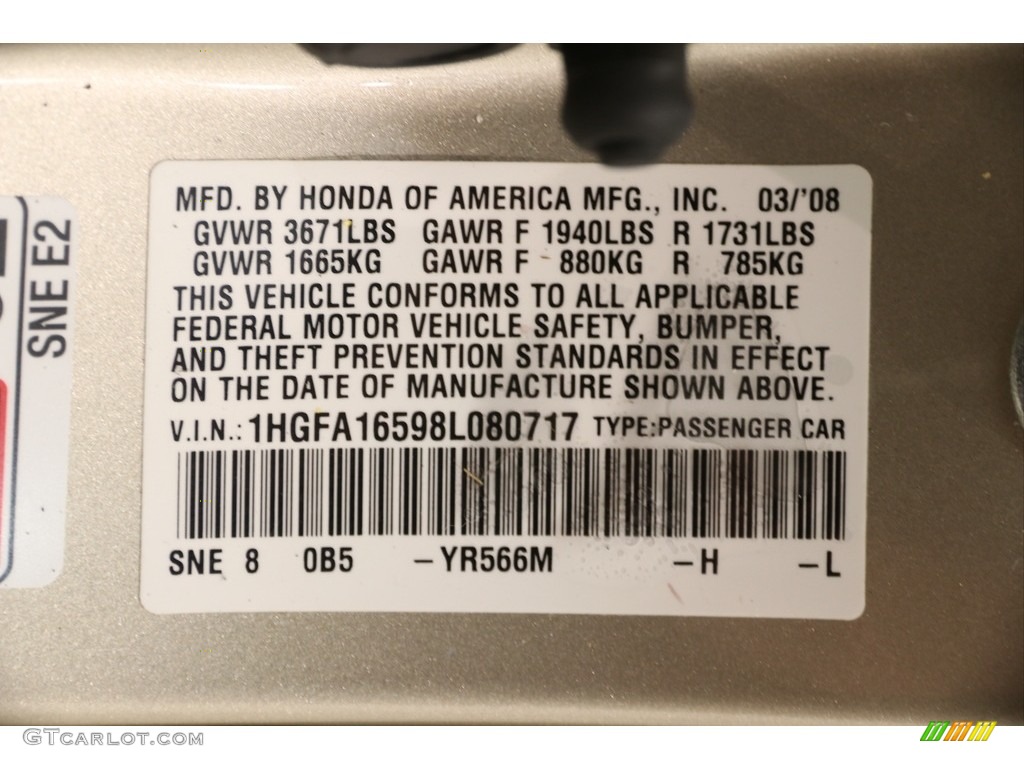 MFD. BY HONDA OF AMERICA MFG., INC. 03/'08
GVWR 3671LBS GAWR F 1940LBS R 1731LBS
GVWR 1665KG GAWR F 880KG R 785KG
THIS VEHICLE CONFORMS TO ALL APPLICABLE
FEDERAL MOTOR VEHICLE SAFETY, BUMPER,
AND THEFT PREVENTION STANDARDS IN EFFECT
ON THE DATE OF MANUFACTURE SHOWN ABOVE.
V.I.N.: 1HGFA16598L080717 TYPE:PASSENGER CAR
SNE 8 0B5 –YR566M –H –L
SNE E2
GTCarlot.com